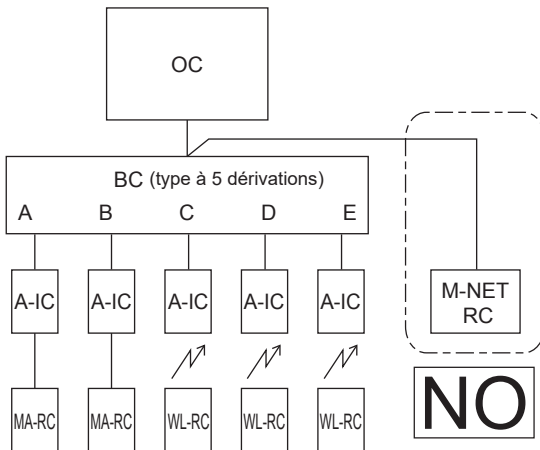 OC
BC (type à 5 dérivations)
A B C D E
A-IC A-IC A-IC A-IC A-IC
M-NET
RC
MA-RC MA-RC WL-RC WL-RC WL-RC
NO